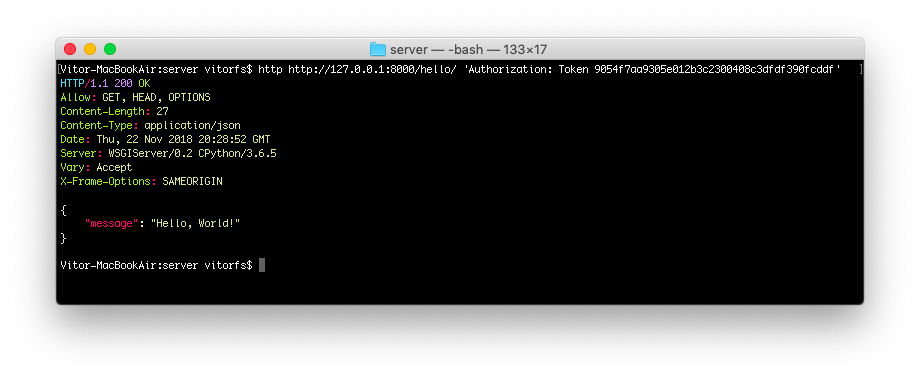 server — -bash — 133×17
[Vitor-MacBookAir:server vitorfs$ http http://127.0.0.1:8000/hello/ 'Authorization: Token 9054f7aa9305e012b3c2300408c3dfdf390fcddf' ]
HTTP/1.1 200 OK
Allow: GET, HEAD, OPTIONS
Content-Length: 27
Content-Type: application/json
Date: Thu, 22 Nov 2018 20:28:52 GMT
Server: WSGIServer/0.2 CPython/3.6.5
Vary: Accept
X-Frame-Options: SAMEORIGIN
{
"message": "Hello, World!"
}
Vitor-MacBookAir:server vitorfs$